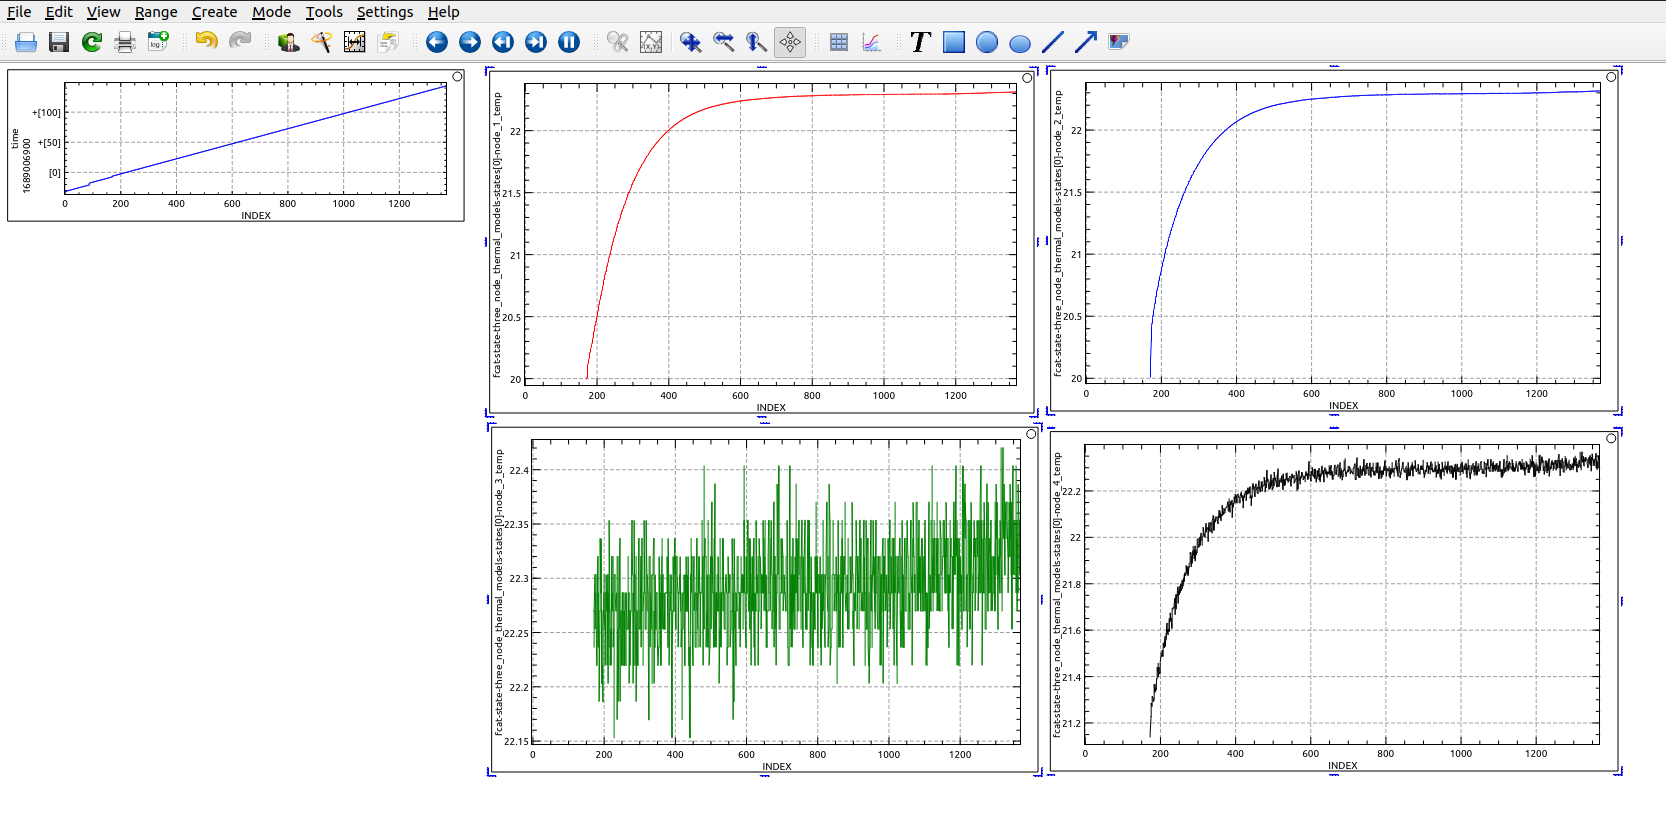 File Edit View Range Create Mode Tools Settings Help
log
(X,Y)
T
time
1689006900
+[100]
+[50]
[0]
0 200 400 600 800 1000 1200
INDEX
fcat-state-three_node_thermal_models-states[0]-node_1_temp
22
21.5
21
20.5
20
0 200 400 600 800 1000 1200
INDEX
fcat-state-three_node_thermal_models-states[0]-node_2_temp
22
21.5
21
20.5
20
0 200 400 600 800 1000 1200
INDEX
fcat-state-three_node_thermal_models-states[0]-node_3_temp
22.4
22.35
22.3
22.25
22.2
22.15
0 200 400 600 800 1000 1200
INDEX
fcat-state-three_node_thermal_models-states[0]-node_4_temp
22.2
22
21.8
21.6
21.4
21.2
0 200 400 600 800 1000 1200
INDEX